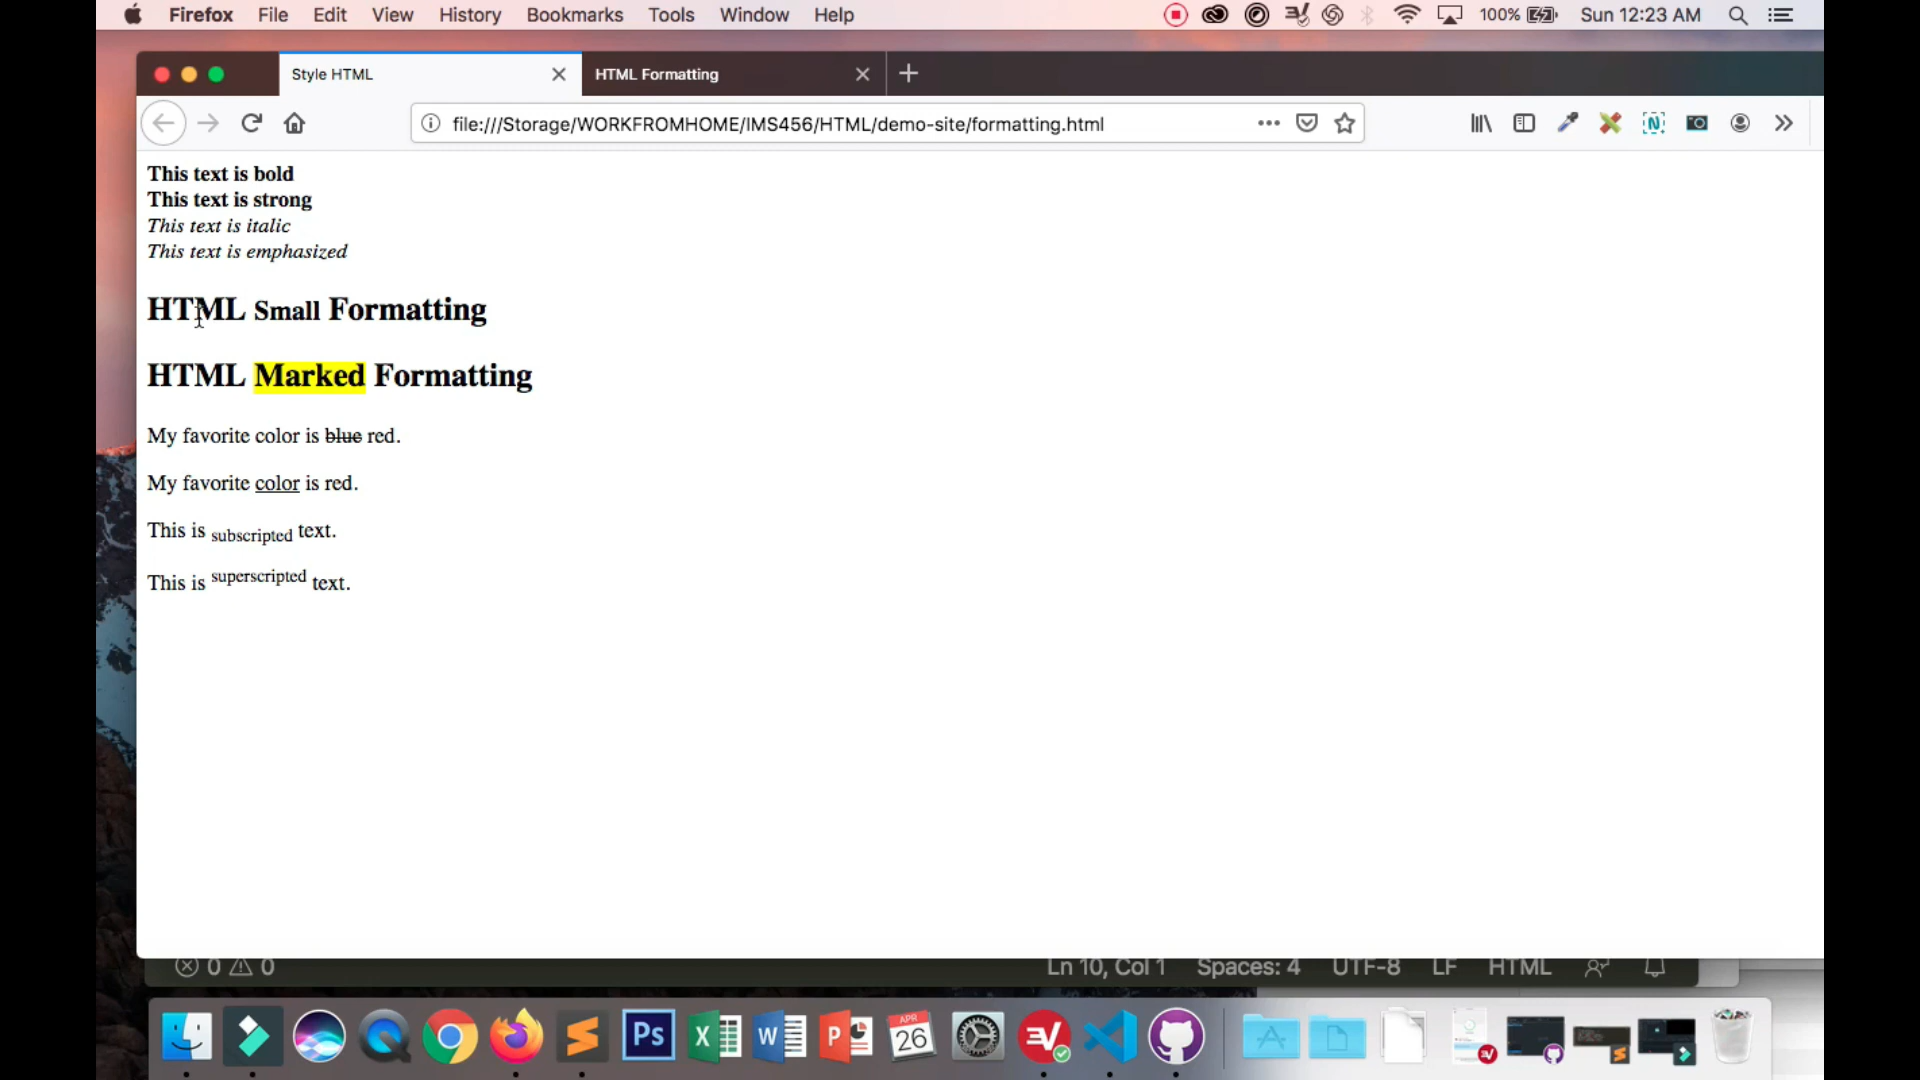 Firefox File Edit View History Bookmarks Tools Window Help 100% Sun 12:23 AM
Style HTML HTML Formatting
file:///Storage/WORKFROMHOME/IMS456/HTML/demo-site/formatting.html
This text is bold
This text is strong
This text is italic
This text is emphasized
HTML Small Formatting
HTML Marked Formatting
My favorite color is blue red.
My favorite color is red.
This is subscripted text.
This is superscripted text.
0 0 Ln 10, Col 1 Spaces: 4 UTF-8 LF HTML
Ps X W P APR 26